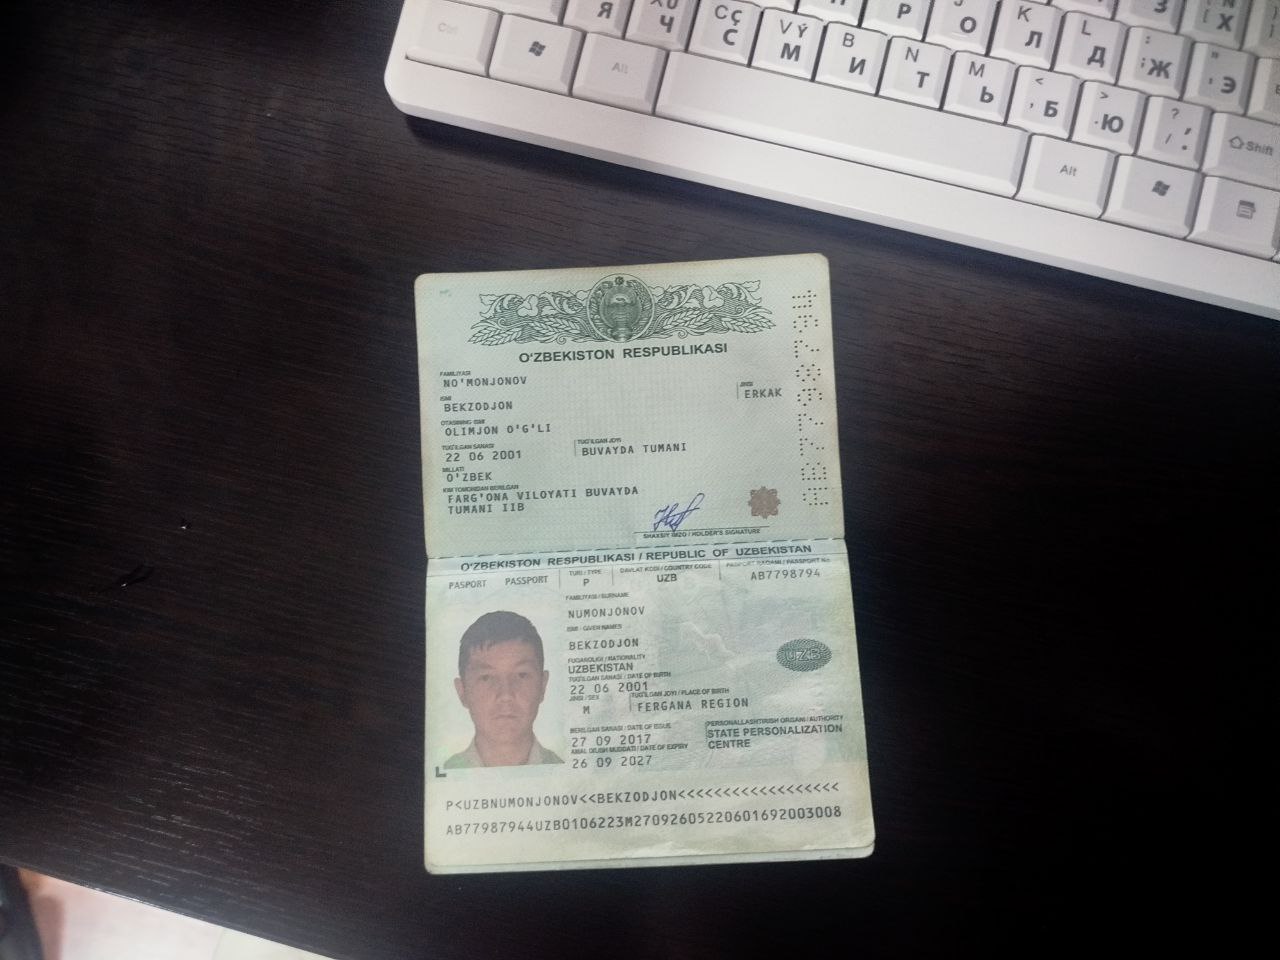 Ctrl
Alt
Я
Ч
CÇ С
VÝ М
B И
N Т
M Ь
< , Б
> . Ю
? / .
Shift
Р
О
K Л
L Д
: ; Ж
" ' Э
З
Х
Alt
O'ZBEKISTON RESPUBLIKASI
FAMILIYASI
NO'MONJONOV
ISMI
BEKZODJON
JINSI
ERKAK
OTASINING ISMI
OLIMJON O'G'LI
TUG'ILGAN SANASI
22 06 2001
TUG'ILGAN JOYI
BUVAYDA TUMANI
MILLATI
O'ZBEK
KIM TOMONIDAN BERILGAN
FARG'ONA VILOYATI BUVAYDA
TUMANI IIB
SHAXSIY IMZO / HOLDER'S SIGNATURE
O'ZBEKISTON RESPUBLIKASI / REPUBLIC OF UZBEKISTAN
PASPORT PASSPORT
TURI / TYPE
P
DAVLAT KODI / COUNTRY CODE
UZB
PASPORT RAQAMI / PASSPORT No
AB7798794
FAMILIYASI / SURNAME
NUMONJONOV
ISMI / GIVEN NAMES
BEKZODJON
FUQAROLIGI / NATIONALITY
UZBEKISTAN
TUG'ILGAN SANASI / DATE OF BIRTH
22 06 2001
JINSI / SEX
M
TUG'ILGAN JOYI / PLACE OF BIRTH
FERGANA REGION
BERILGAN SANASI / DATE OF ISSUE
27 09 2017
PERSONALLASHTIRISH ORGANI / AUTHORITY
STATE PERSONALIZATION
CENTRE
AMAL QILISH MUDDATI / DATE OF EXPIRY
26 09 2027
UZB
P<UZBNUMONJONOV<<BEKZODJON<<<<<<<<<<<<<<<<<<
AB77987944UZB0106223M27092605220601692003008